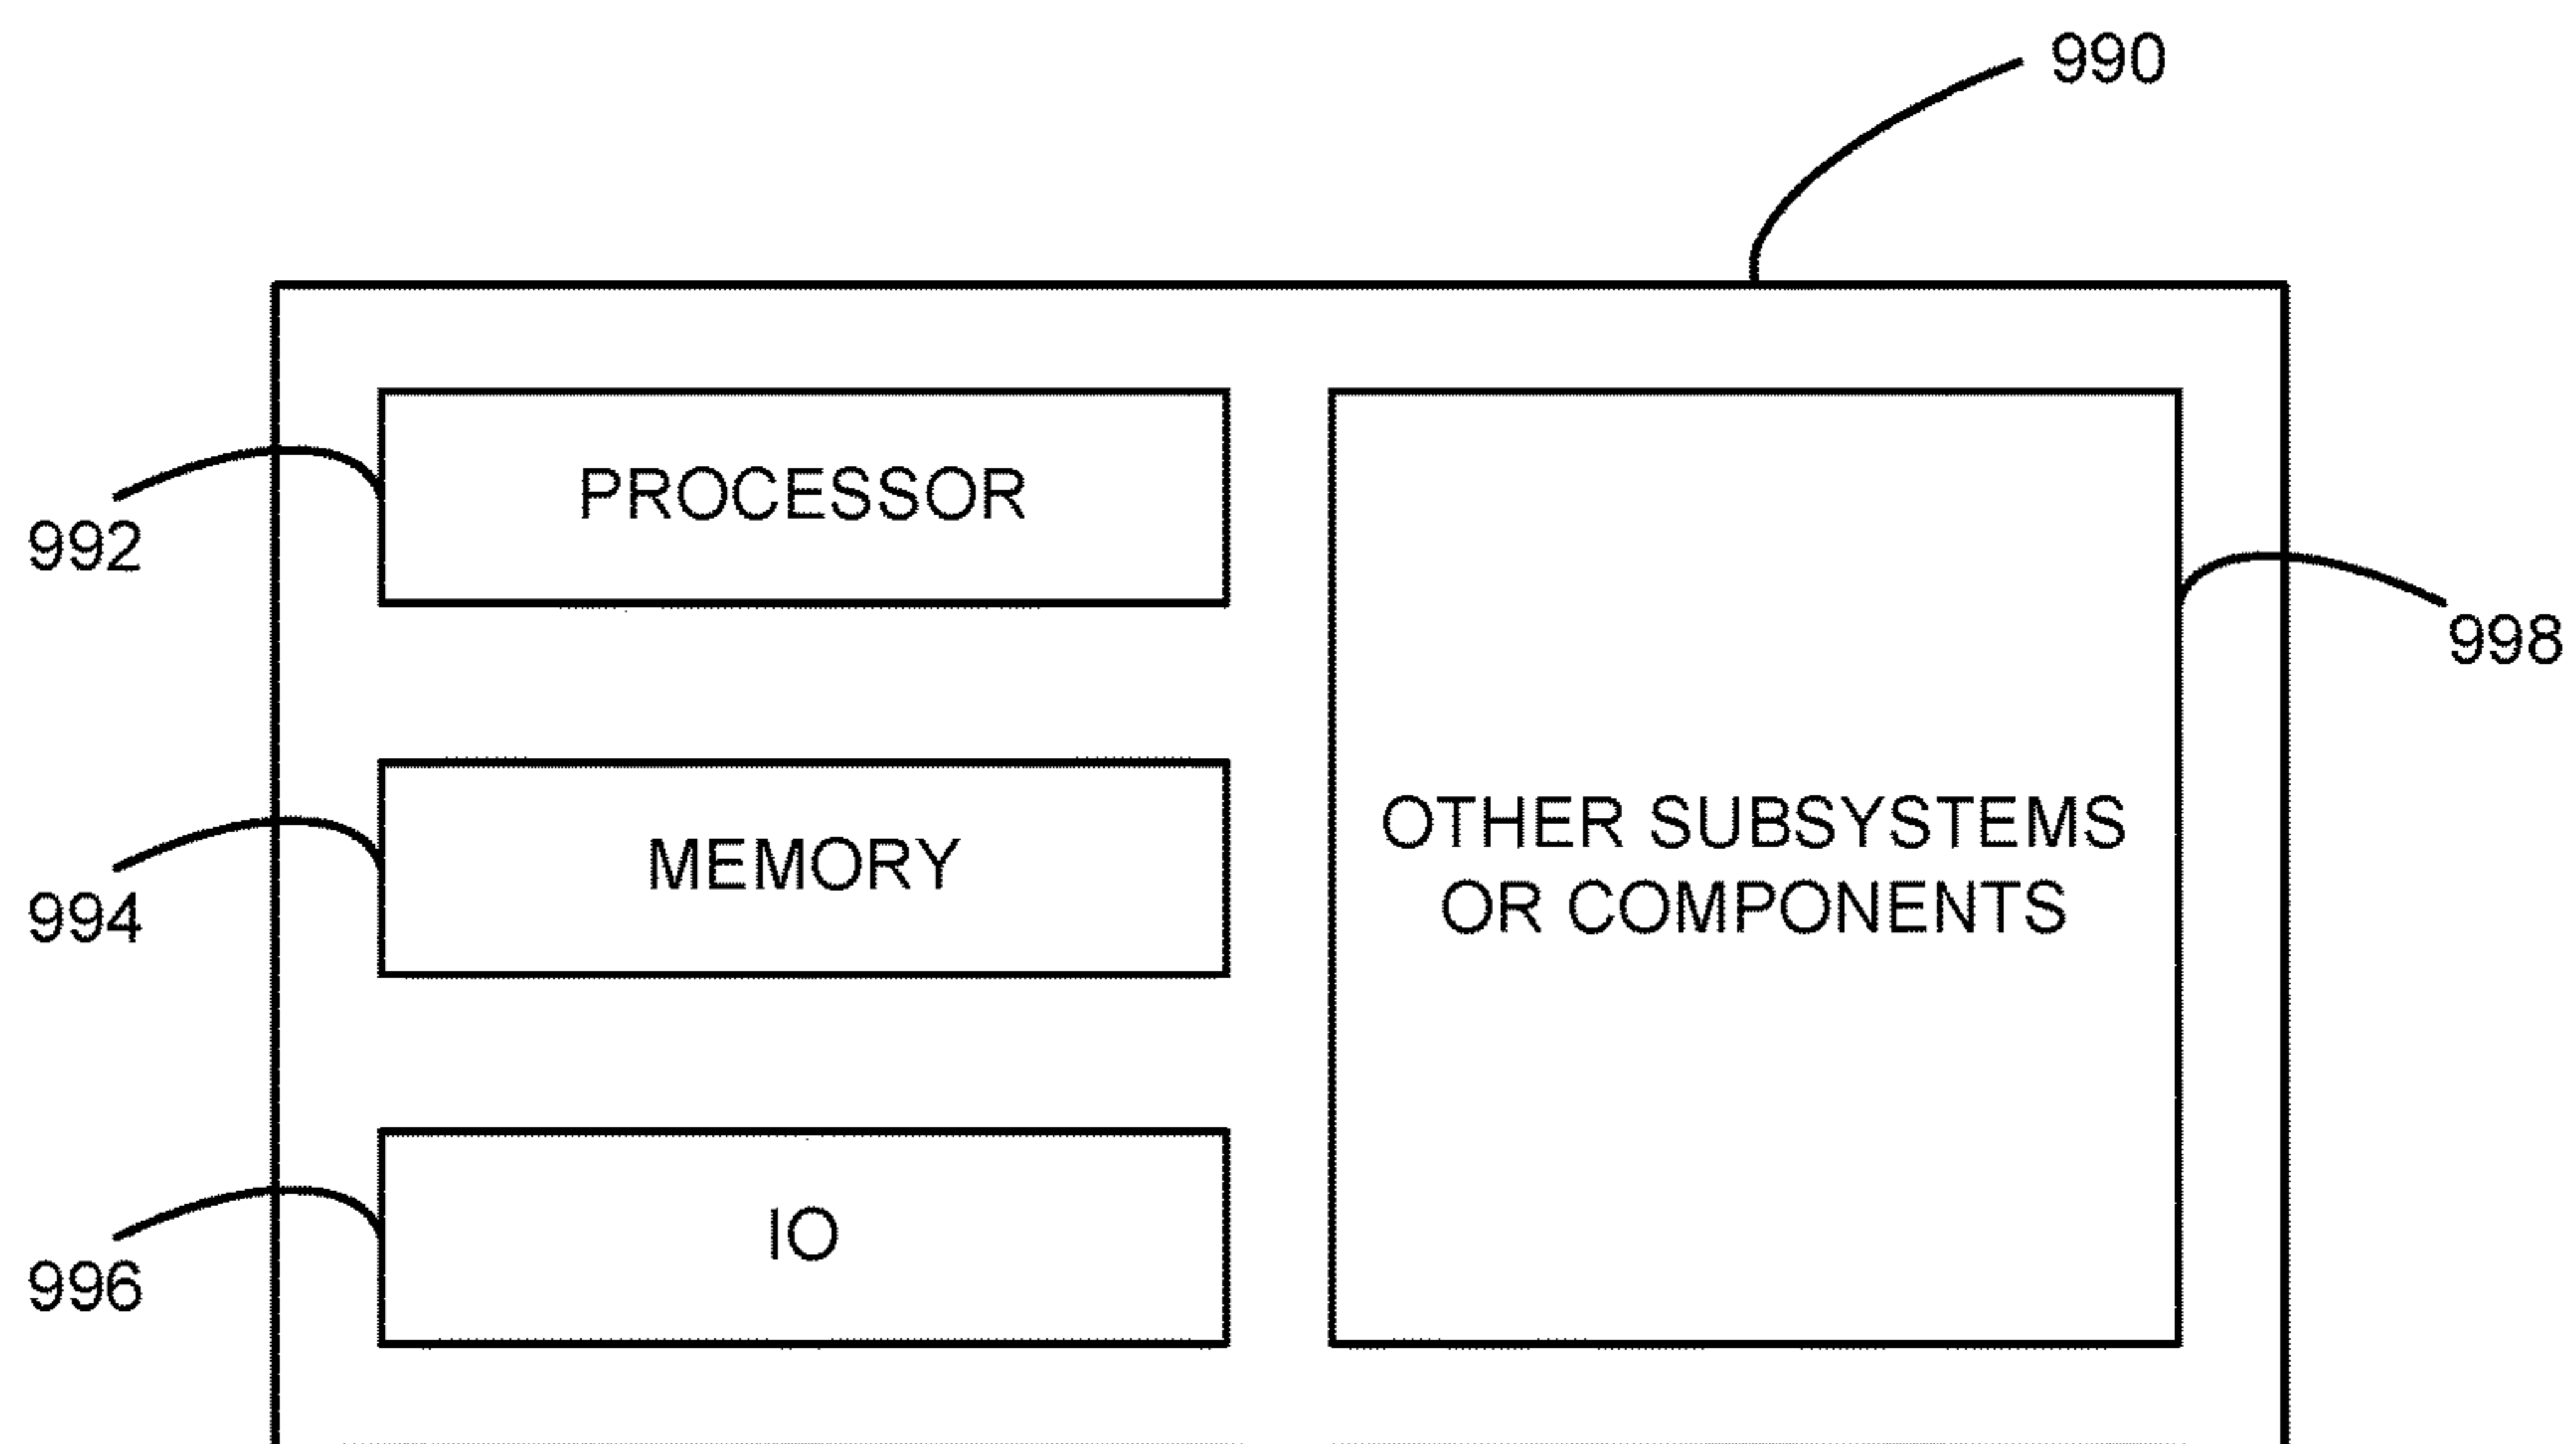 990
PROCESSOR
992
998
MEMORY
994
OTHER SUBSYSTEMS
OR COMPONENTS
IO
996